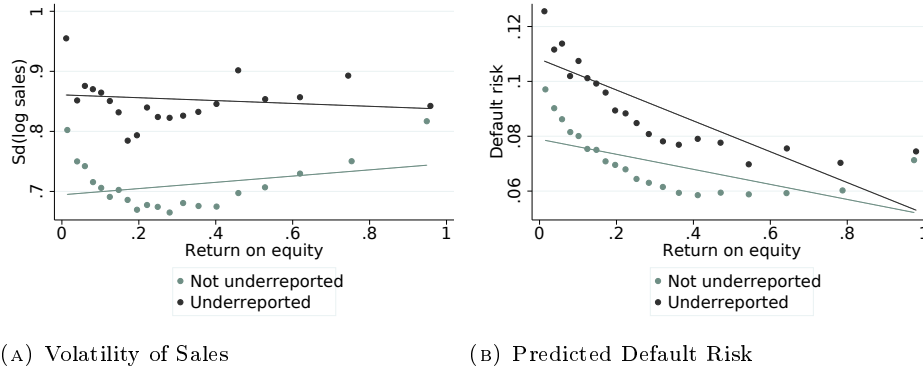 Sd(log sales)
1
.9
.8
.7
0
.2
.4
.6
.8
1
Return on equity
Not underreported
Underreported
(A) Volatility of Sales
Default risk
.12
.1
.08
.06
0
.2
.4
.6
.8
1
Return on equity
Not underreported
Underreported
(B) Predicted Default Risk